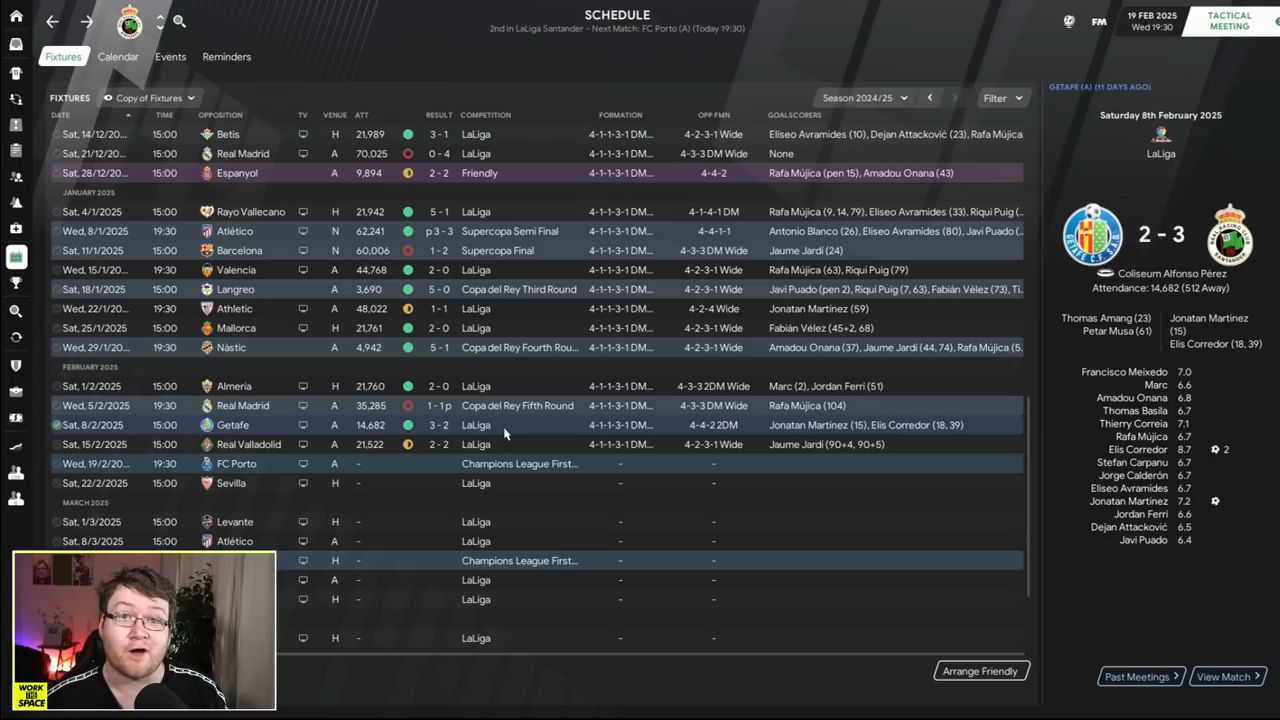 SCHEDULE
2nd in LaLiga Santander - Next Match: FC Porto (A) (Today 19:30)
FM
19 FEB 2025
Wed 19:30
TACTICAL
MEETING
Fixtures Calendar Events Reminders
FIXTURES Copy of Fixtures Season 2024/25 Filter
DATE TIME OPPOSITION TV VENUE ATT RESULT COMPETITION FORMATION OPP FMN GOALSCORERS
Sat, 14/12/20... 15:00 Betis H 21,989 3 - 1 LaLiga 4-1-1-3-1 DM... 4-2-3-1 Wide Eliseo Avramides (10), Dejan Attacković (23), Rafa Mújica
Sat, 21/12/20... 15:00 Real Madrid A 70,025 0 - 4 LaLiga 4-1-1-3-1 DM... 4-3-3 DM Wide None
Sat, 28/12/20... 15:00 Espanyol A 9,894 2 - 2 Friendly 4-1-1-3-1 DM... 4-4-2 Rafa Mújica (pen 15), Amadou Onana (43)
JANUARY 2025
Sat, 4/1/2025 15:00 Rayo Vallecano H 21,942 5 - 1 LaLiga 4-1-1-3-1 DM... 4-1-4-1 DM Rafa Mújica (9, 14, 79), Eliseo Avramides (33), Riqui Puig (...
Wed, 8/1/2025 19:30 Atlético N 62,241 p 3 - 3 Supercopa Semi Final 4-1-1-3-1 DM... 4-4-1-1 Antonio Blanco (26), Eliseo Avramides (80), Javi Puado (...
Sat, 11/1/2025 15:00 Barcelona N 1 - 2 Supercopa Final 4-1-1-3-1 DM... 4-3-3 DM Wide Jaume Jardí (24)
Wed, 15/1/20... 19:30 Valencia A 44,768 2 - 0 LaLiga 4-1-1-3-1 DM... 4-2-3-1 Wide Rafa Mújica (63), Riqui Puig (79)
Sat, 18/1/2025 15:00 Langreo A 3,690 5 - 0 Copa del Rey Third Round 4-1-1-3-1 DM... 4-2-3-1 Wide Javi Puado (pen 2), Riqui Puig (7, 63), Fabián Vélez (72), Ti...
Wed, 22/1/20... 19:30 Athletic A 48,022 1 - 1 LaLiga 4-1-1-3-1 DM... 4-2-4 Wide Jonatan Martínez (59)
Sat, 25/1/2025 15:00 Mallorca H 21,761 2 - 0 LaLiga 4-1-1-3-1 DM... 4-2-3-1 Wide Fabián Vélez (45+2, 68)
Wed, 29/1/20... 19:30 Nàstic A 4,942 5 - 1 Copa del Rey Fourth Rou... 4-1-1-3-1 DM... 4-2-3-1 Wide Amadou Onana (37), Jaume Jardí (44, 74), Rafa Mújica (5...
FEBRUARY 2025
Sat, 1/2/2025 15:00 Almería H 21,760 2 - 0 LaLiga 4-1-1-3-1 DM... 4-3-3 2DM Wide Marc (2), Jordan Ferri (51)
Wed, 5/2/2025 19:30 Real Madrid A 35,285 1 - 1 p Copa del Rey Fifth Round 4-1-1-3-1 DM... 4-3-3 DM Wide Rafa Mújica (104)
Sat, 8/2/2025 15:00 Getafe A 14,682 3 - 2 LaLiga 4-1-1-3-1 DM... 4-4-2 2DM Jonatan Martínez (15), Elis Corredor (18, 39)
Sat, 15/2/2025 15:00 Real Valladolid A 21,522 2 - 2 LaLiga 4-1-1-3-1 DM... 4-2-3-1 Wide Jaume Jardí (90+4, 90+5)
Wed, 19/2/20... 19:30 FC Porto A - Champions League First... - -
Sat, 22/2/2025 15:00 Sevilla H - LaLiga - -
MARCH 2025
Sat, 1/3/2025 15:00 Levante H - LaLiga - -
Sat, 8/3/2025 15:00 Atlético A - LaLiga - -
H - Champions League First... - -
A - LaLiga - -
H - LaLiga - -
H - LaLiga - -
Arrange Friendly
GETAFE (A) (11 DAYS AGO)
Saturday 8th February 2025
LaLiga
2 - 3
Coliseum Alfonso Pérez
Attendance: 14,682 (512 Away)
Thomas Amang (23)
Petar Musa (61)
Jonatan Martínez
(15)
Elis Corredor (18, 39)
Francisco Meixedo 7.0
Marc 6.6
Amadou Onana 6.8
Thomas Basila 6.7
Thierry Correia 7.1
Rafa Mújica 6.7
Elis Corredor 8.7 2
Stefan Carpanu 6.7
Jorge Calderón 6.7
Eliseo Avramides 6.7
Jonatan Martínez 7.2
Jordan Ferri 6.6
Dejan Attacković 6.5
Javi Puado 6.4
Past Meetings View Match
WORK
THE
SPACE